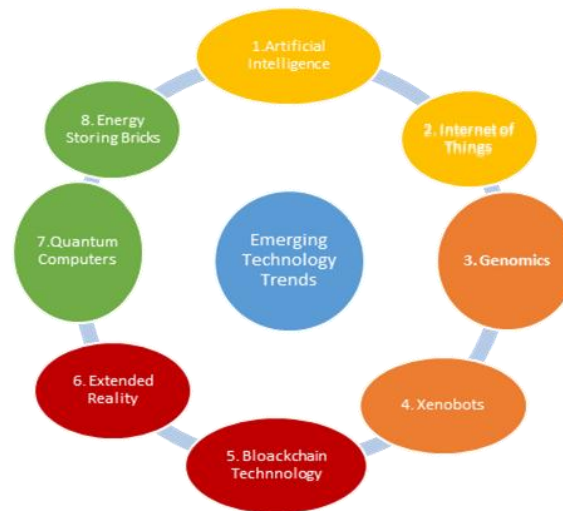 1.Artificial
Intelligence
2. Internet of
Things
3. Genomics
4. Xenobots
5. Bloackchain
Technnology
6. Extended
Reality
7.Quantum
Computers
8. Energy
Storing Bricks
Emerging
Technology
Trends